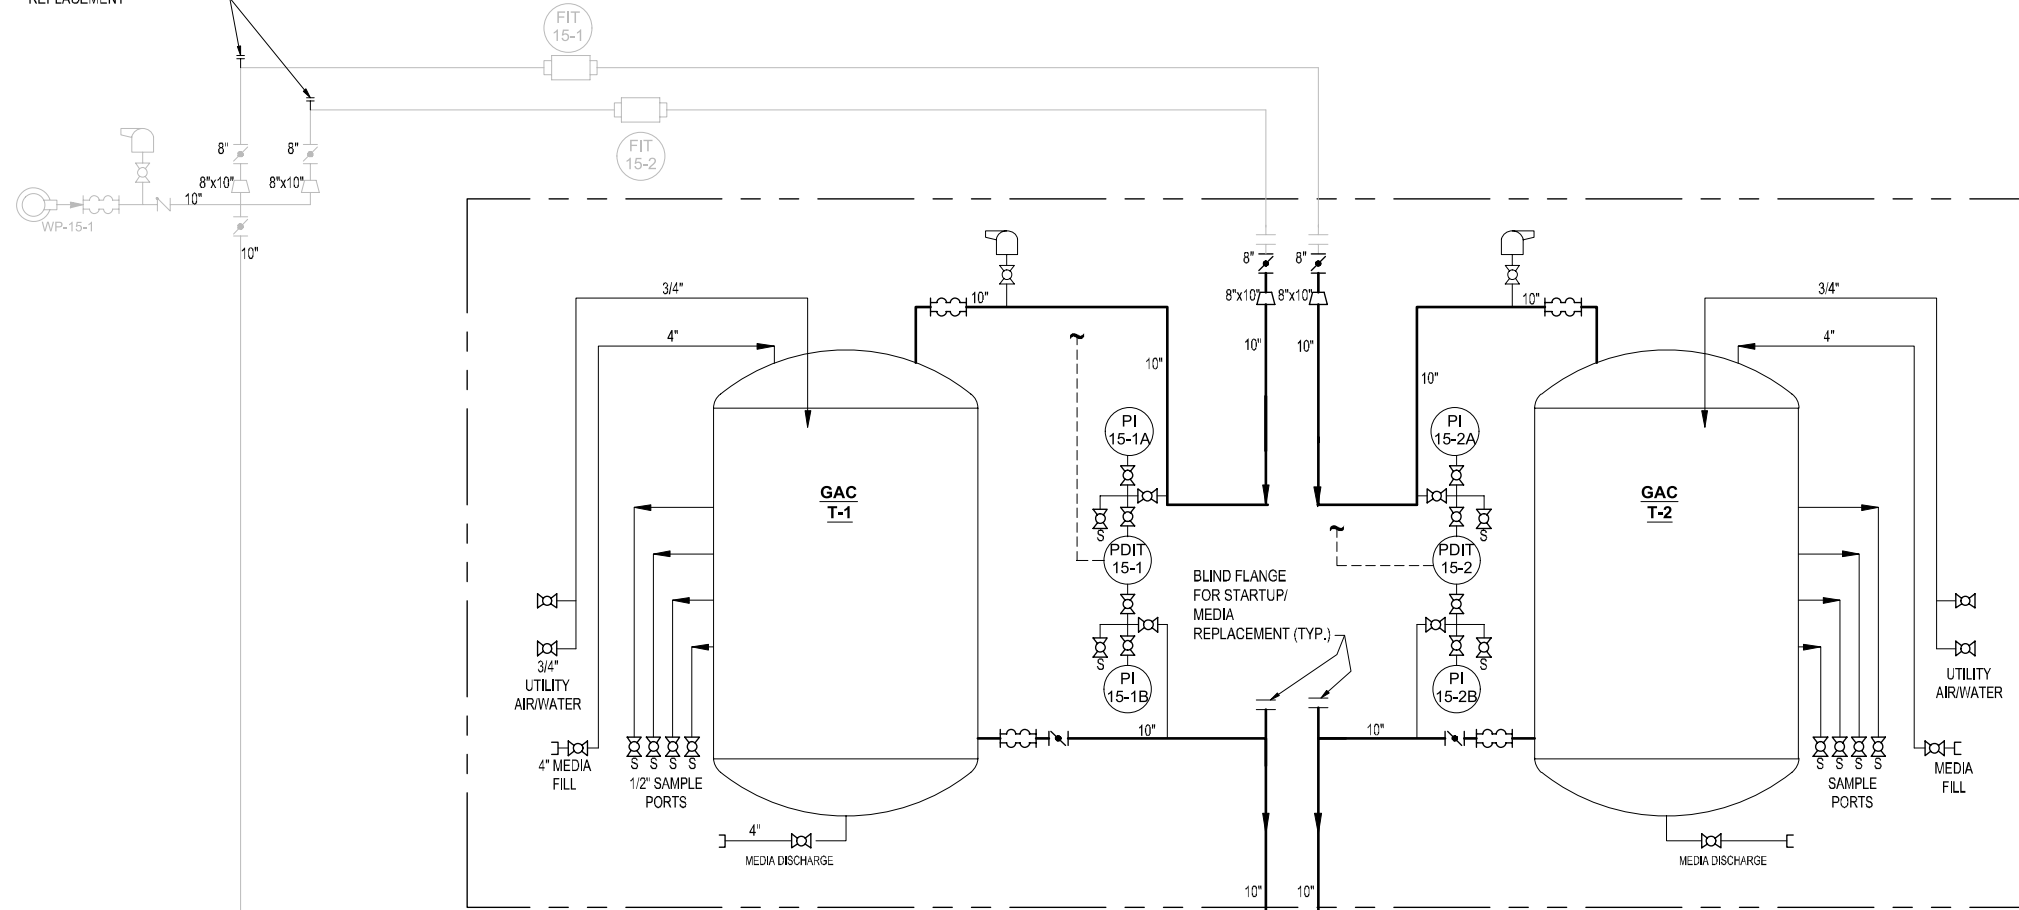 REPLACEMENT
FIT
15-1
FIT
15-2
8"
8"
8"x10"
8"x10"
10"
WP-15-1
10"
8"
8"
8"x10"
8"x10"
3/4"
10"
10"
3/4"
4"
4"
10"
10"
10"
10"
PI
15-1A
PI
15-2A
GAC
T-1
GAC
T-2
S
S
PDIT
15-1
PDIT
15-2
BLIND FLANGE
FOR STARTUP/
MEDIA
REPLACEMENT (TYP.)
S
S
PI
15-1B
PI
15-2B
3/4"
UTILITY
AIR/WATER
UTILITY
AIR/WATER
10"
10"
4" MEDIA
FILL
S S S S
1/2" SAMPLE
PORTS
S S S S
SAMPLE
PORTS
MEDIA
FILL
4"
MEDIA DISCHARGE
MEDIA DISCHARGE
10"
10"